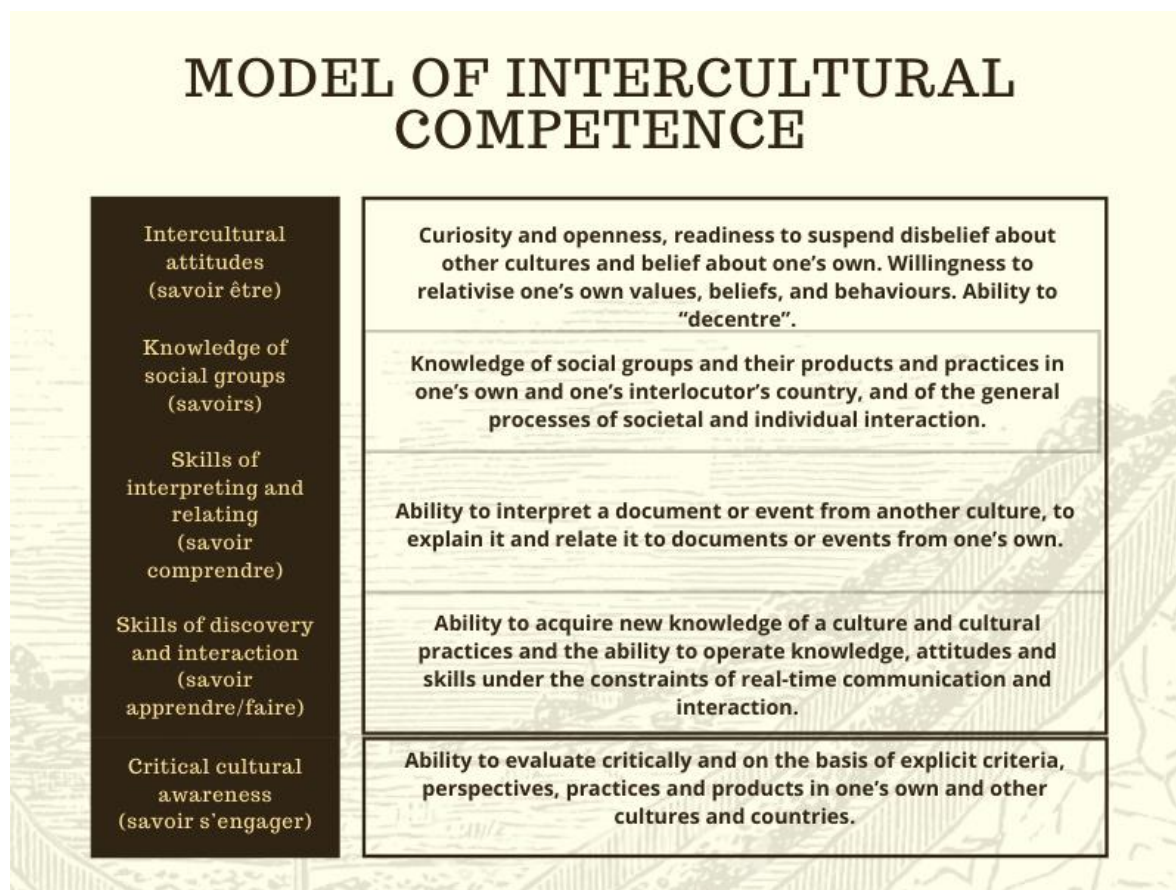 MODEL OF INTERCULTURAL
COMPETENCE
Intercultural
attitudes
(savoir être)
Curiosity and openness, readiness to suspend disbelief about
other cultures and belief about one's own. Willingness to
relativise one's own values, beliefs, and behaviours. Ability to
“decentre”.
Knowledge of
social groups
(savoirs)
Knowledge of social groups and their products and practices in
one's own and one's interlocutor's country, and of the general
processes of societal and individual interaction.
Skills of
interpreting and
relating
(savoir
comprendre)
Ability to interpret a document or event from another culture, to
explain it and relate it to documents or events from one's own.
Skills of discovery
and interaction
(savoir
apprendre/faire)
Ability to acquire new knowledge of a culture and cultural
practices and the ability to operate knowledge, attitudes and
skills under the constraints of real-time communication and
interaction.
Critical cultural
awareness
(savoir s'engager)
Ability to evaluate critically and on the basis of explicit criteria,
perspectives, practices and products in one's own and other
cultures and countries.